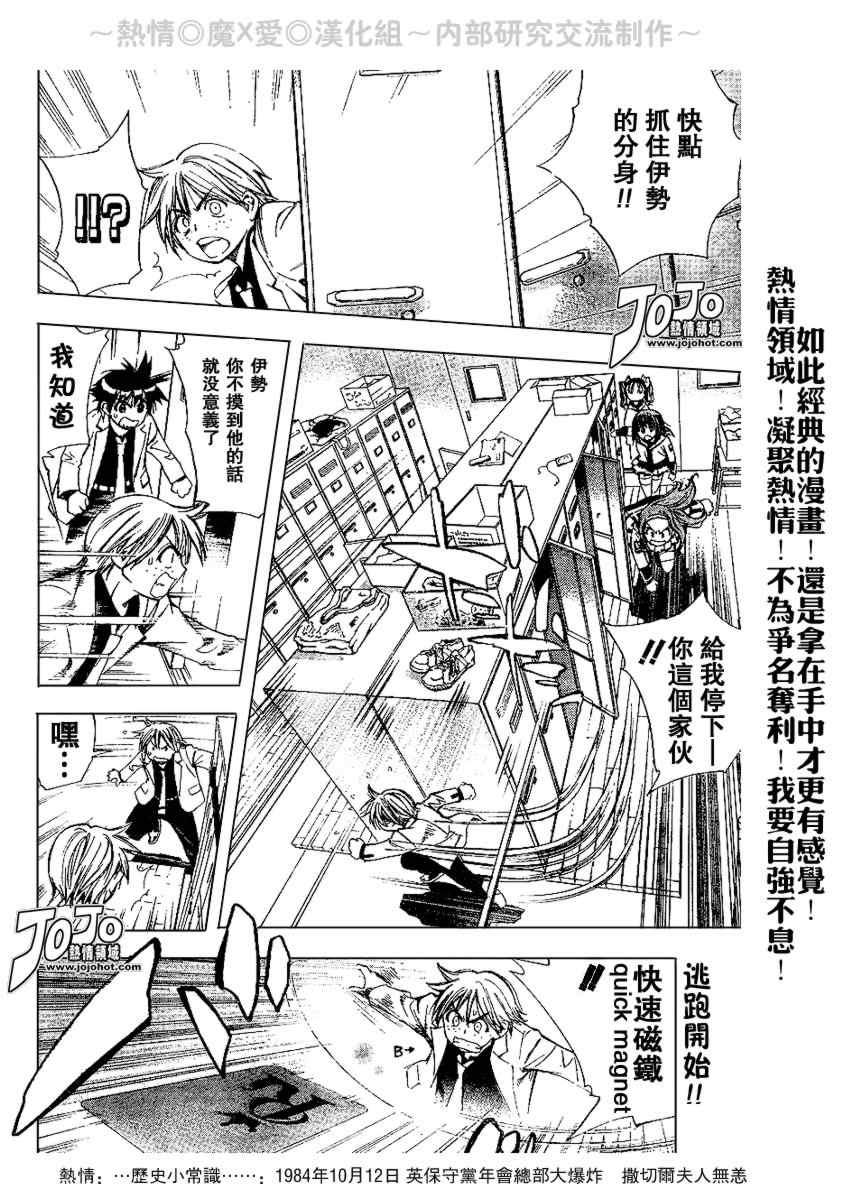 ～熱情◎魔X愛◎漢化組～内部研究交流制作～
快點
抓住伊勢
的分身!!
!!?
JOJO
熱情領域
www.jojohot.com
如此經典的漫畫！還是拿在手中才更有感覺！
熱情領域！凝聚熱情！不為爭名奪利！我要自強不息！
伊勢
你不摸到他的話
就没意義了
我知道
給我停下—
你這個家伙
!!
嘿…
JOJO
熱情領域
www.jojohot.com
逃跑開始!!
快速磁鐵
quick magnet
!!
B→
熱情：…歷史小常識……：1984年10月12日 英保守黨年會總部大爆炸　撒切爾夫人無恙